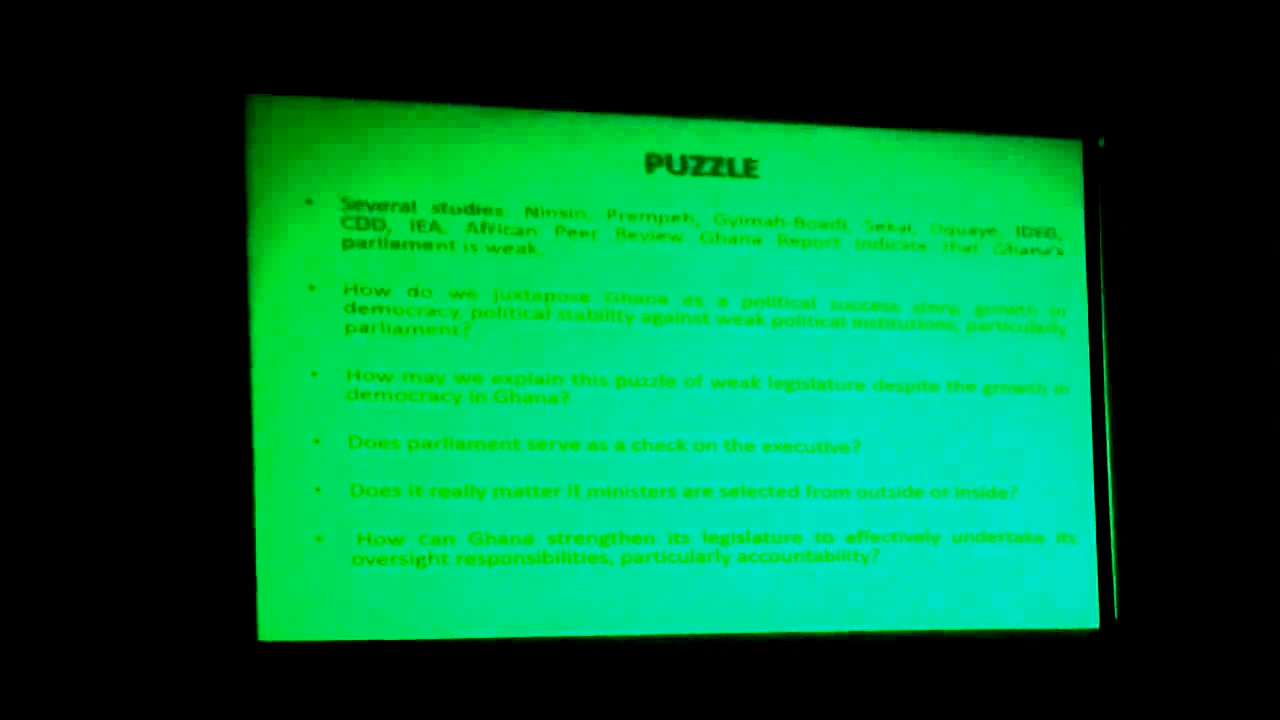 PUZZLE
• Several studies: Ninsin, Prempeh, Gyimah-Boadi, Sekyi, Oquaye, IDEG,
CDD, IEA, African Peer Review Ghana Report indicate that Ghana's
parliament is weak.
• How do we juxtapose Ghana as a political success story, growth in
democracy, political stability against weak political institutions, particularly
parliament?
• How may we explain this puzzle of weak legislature despite the growth in
democracy in Ghana?
• Does parliament serve as a check on the executive?
• Does it really matter if ministers are selected from outside or inside?
• How can Ghana strengthen its legislature to effectively undertake its
oversight responsibilities, particularly accountability?